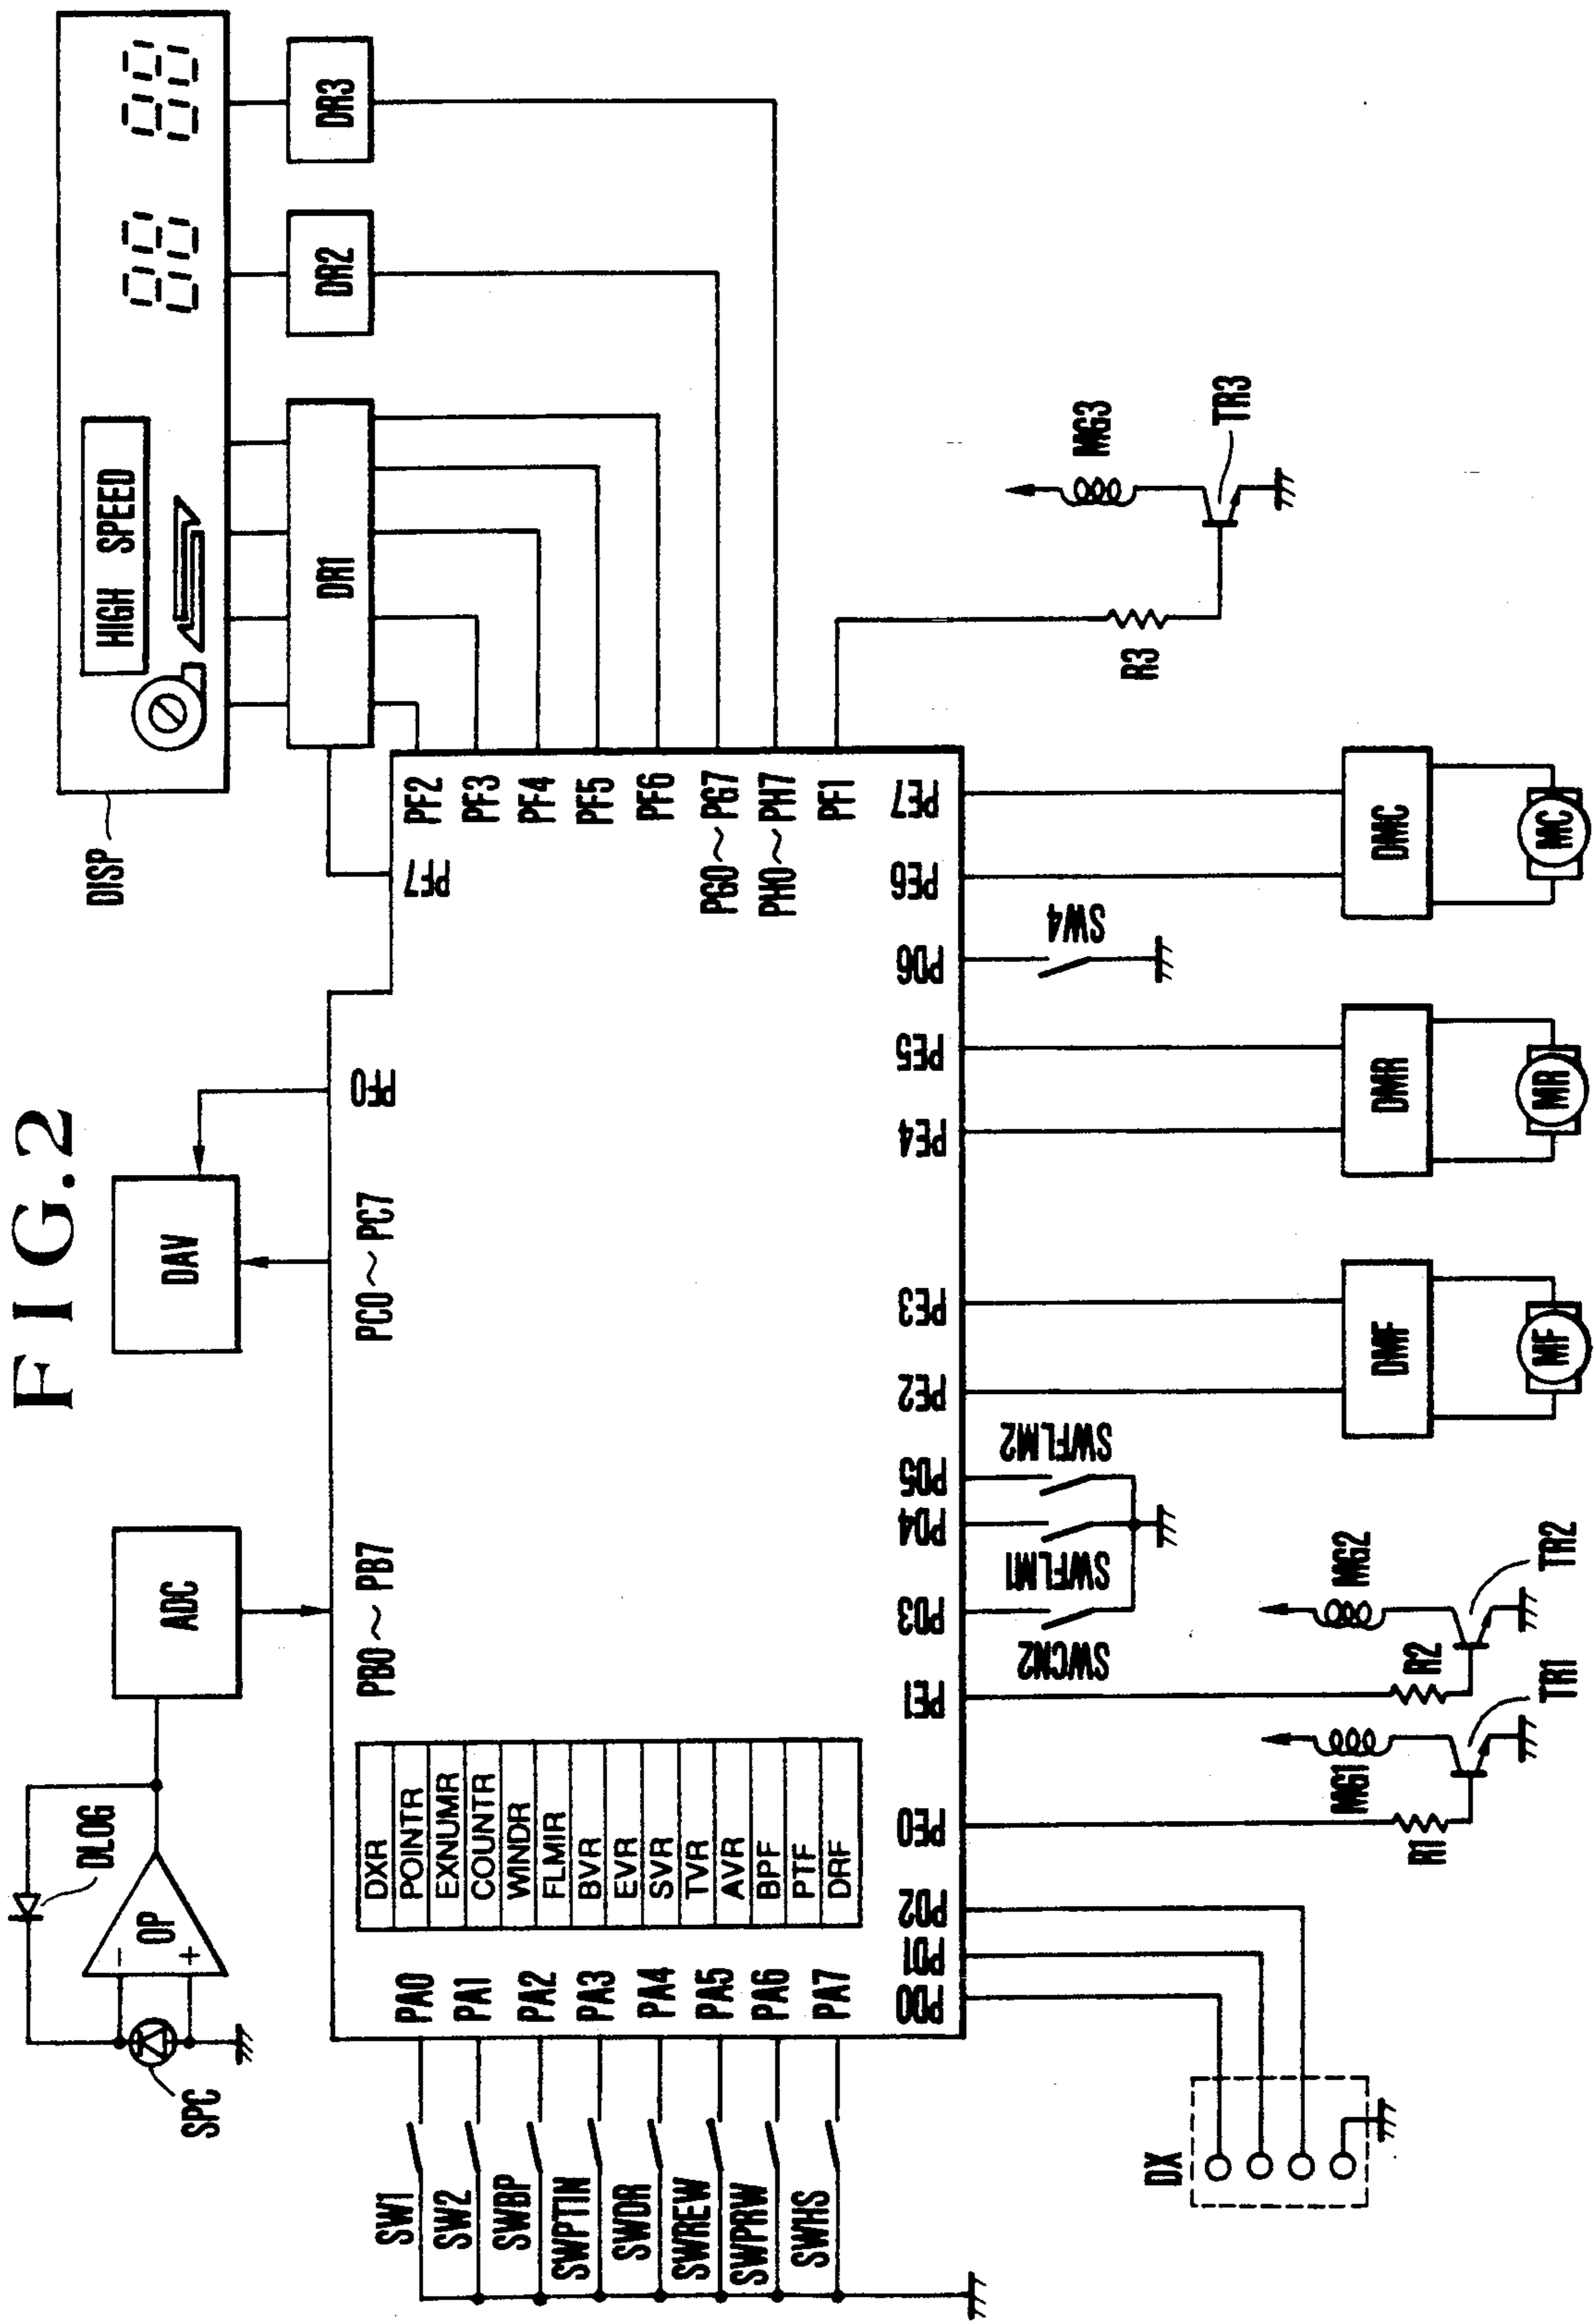 FIG.2
DISP
HIGH SPEED
DR1
DR2
DR3
SPC
OP
DLOG
ADC
DAV
PB0~PB7
PC0~PC7
PF0
PF7
PF2
PF3
PF4
PF5
PF6
PG0~PG7
PH0~PH7
PF1
R3
MG3
TR3
DXR
POINTR
EXNUMR
COUNTR
WINDR
FLMIR
BVR
EVR
SVR
TVR
AVR
BPF
PTF
DRF
SW1
PA0
SW2
PA1
SWBP
PA2
SWPTIN
PA3
SWDR
PA4
SWREW
PA5
SWPRW
PA6
SWHS
PA7
PD0
PD1
PD2
PE0
PE1
PD3
PD4
PD5
PE2
PE3
PE4
PE5
PD6
PE6
PE7
DX
R1
MG1
TR1
R2
MG2
TR2
SWCN2
SWFLM1
SWFLM2
SW4
DMF
MF
DMR
MR
DMC
MC